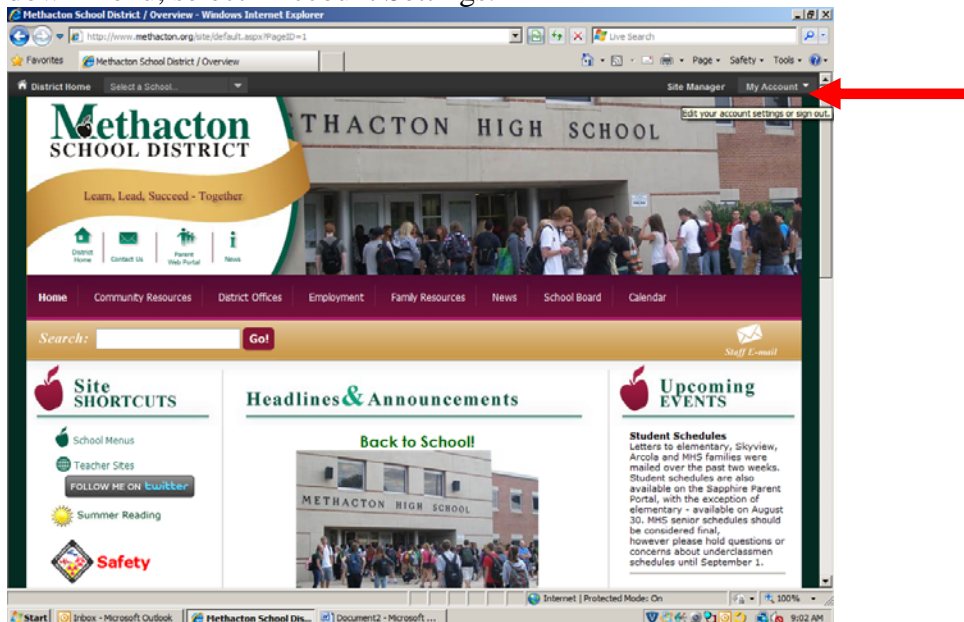 Methacton School District / Overview - Windows Internet Explorer
http://www.methacton.org/site/default.aspx?PageID=1
Live Search
Favorites
Methacton School District / Overview
Page
Safety
Tools
District Home
Select a School...
Site Manager
My Account
Edit your account settings or sign out.
Methacton
SCHOOL DISTRICT
THACTON HIGH SCHOOL
Learn, Lead, Succeed - Together
District Home
Contact Us
Parent Web Portal
News
Home
Community Resources
District Offices
Employment
Family Resources
News
School Board
Calendar
Search:
Go!
Staff E-mail
Site
SHORTCUTS
School Menus
Teacher Sites
FOLLOW ME ON twitter
Summer Reading
Safety
Headlines & Announcements
Back to School!
METHACTON HIGH SCHOOL
Upcoming
EVENTS
Student Schedules
Letters to elementary, Skyview,
Arcola and MHS families were
mailed over the past two weeks.
Student schedules are also
available on the Sapphire Parent
Portal, with the exception of
elementary - available on August
30. MHS senior schedules should
be considered final,
however please hold questions or
concerns about underclassmen
schedules until September 1.
Internet | Protected Mode: On
100%
Start
Inbox - Microsoft Outlook
Methacton School Dis...
Document2 - Microsoft ...
9:02 AM